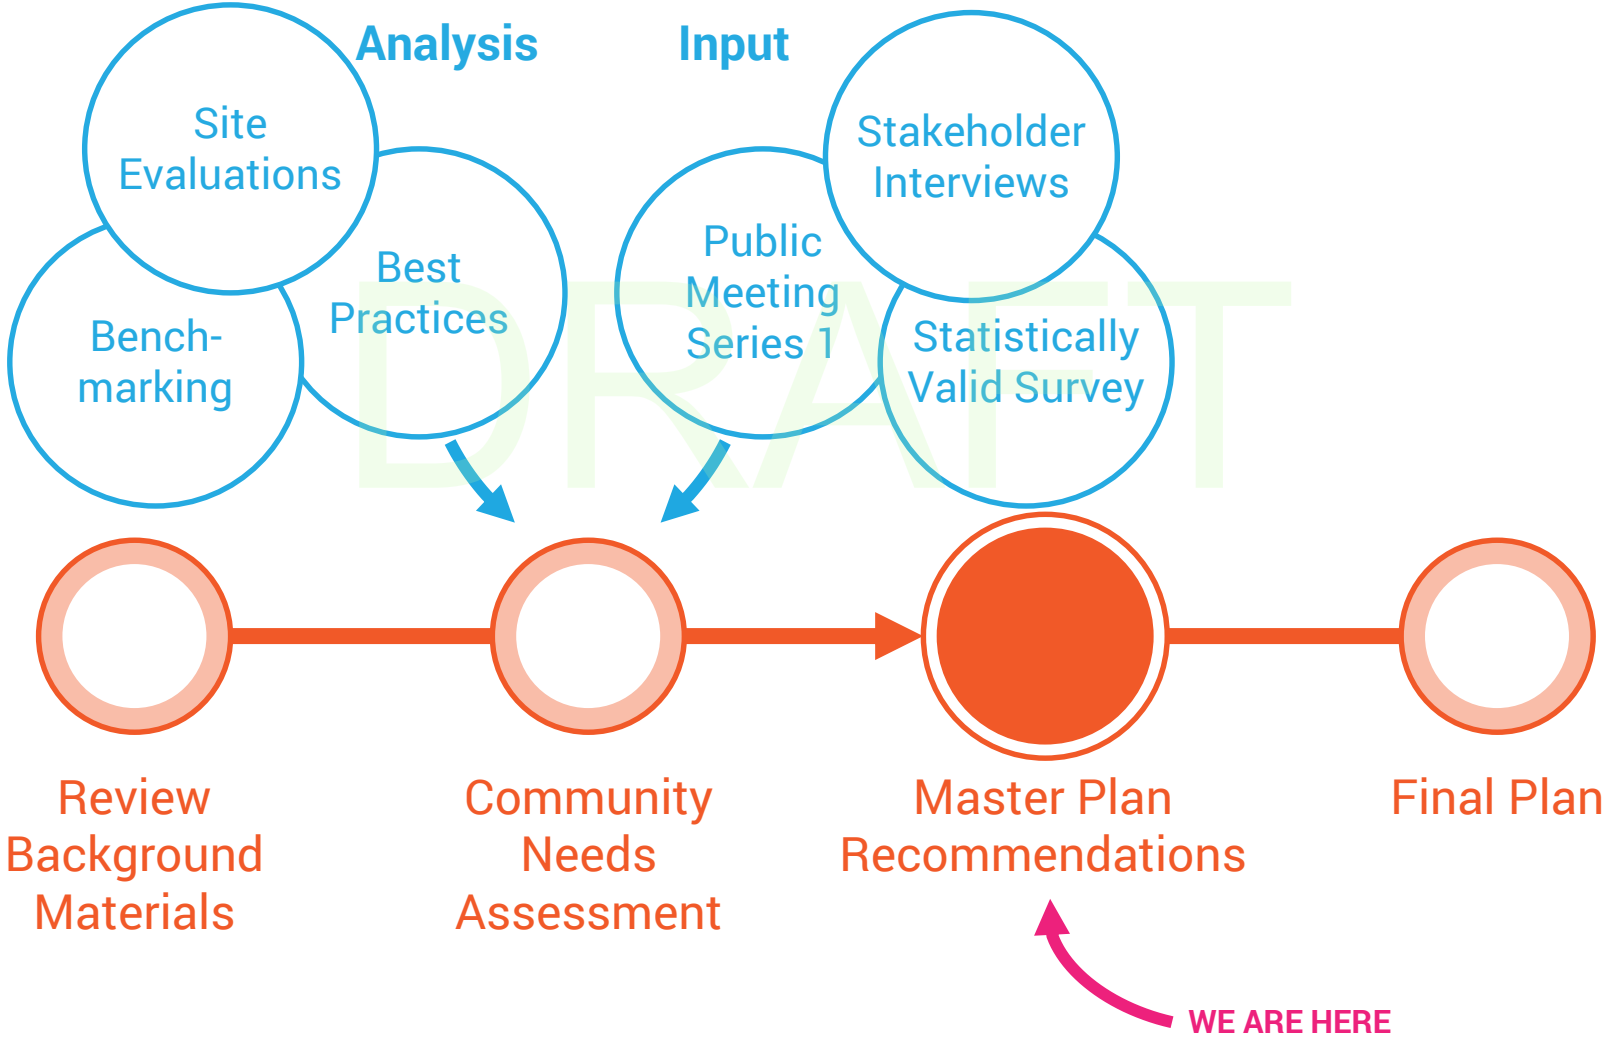 Analysis
Input
Site
Evaluations
Best
Practices
Bench-
marking
Stakeholder
Interviews
Public
Meeting
Series 1
Statistically
Valid Survey
DRAFT
Review
Background
Materials
Community
Needs
Assessment
Master Plan
Recommendations
Final Plan
WE ARE HERE